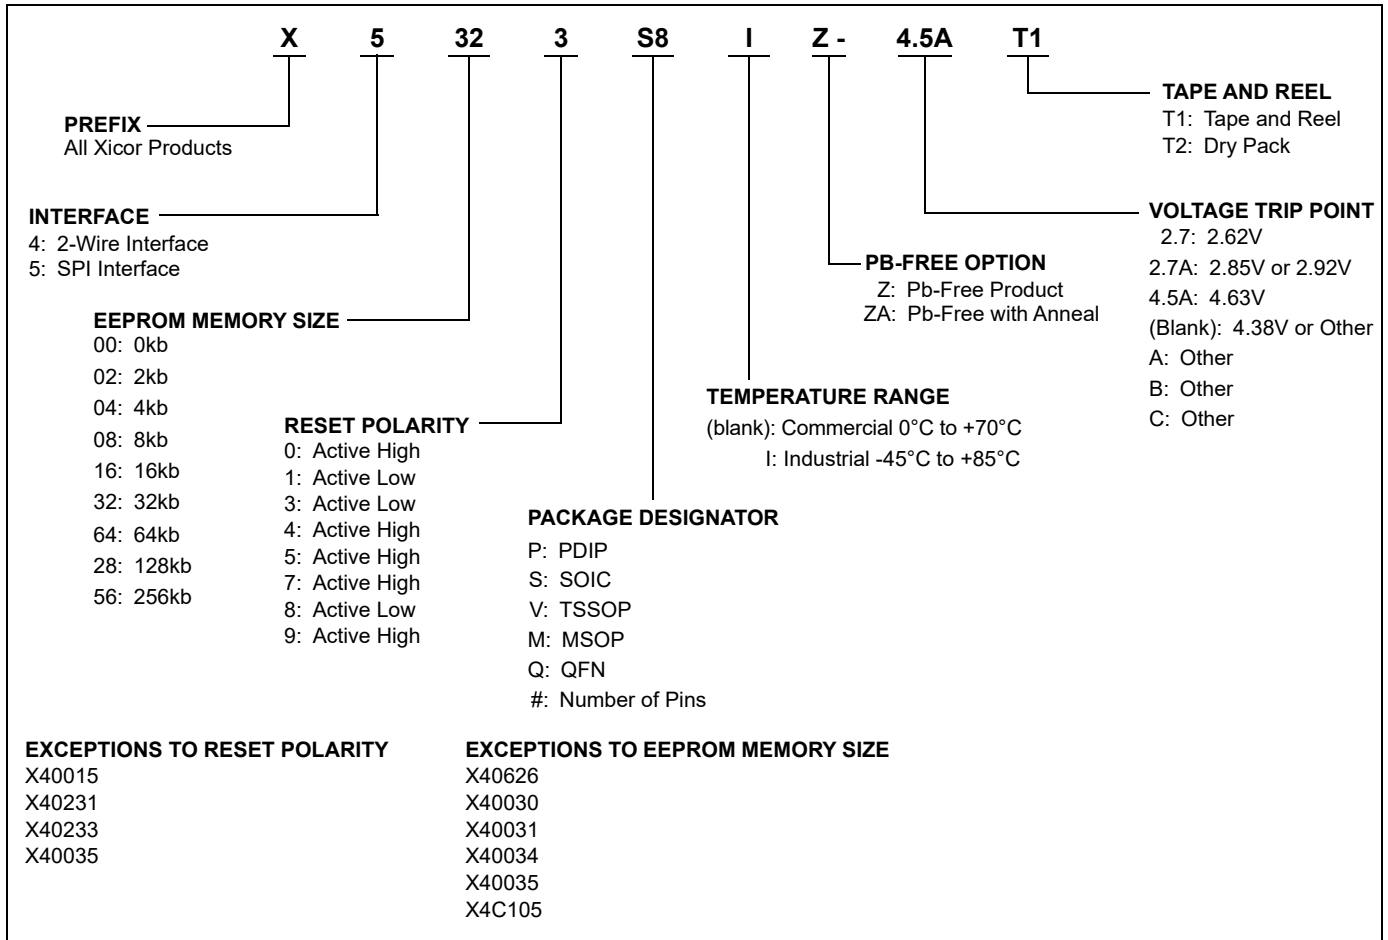 X 5 32 3 S8 I Z - 4.5A T1
PREFIX
All Xicor Products
INTERFACE
4: 2-Wire Interface
5: SPI Interface
EEPROM MEMORY SIZE
00: 0kb
02: 2kb
04: 4kb
08: 8kb
16: 16kb
32: 32kb
64: 64kb
28: 128kb
56: 256kb
RESET POLARITY
0: Active High
1: Active Low
3: Active Low
4: Active High
5: Active High
7: Active High
8: Active Low
9: Active High
PACKAGE DESIGNATOR
P: PDIP
S: SOIC
V: TSSOP
M: MSOP
Q: QFN
#: Number of Pins
TEMPERATURE RANGE
(blank): Commercial 0°C to +70°C
I: Industrial -45°C to +85°C
PB-FREE OPTION
Z: Pb-Free Product
ZA: Pb-Free with Anneal
VOLTAGE TRIP POINT
2.7: 2.62V
2.7A: 2.85V or 2.92V
4.5A: 4.63V
(Blank): 4.38V or Other
A: Other
B: Other
C: Other
TAPE AND REEL
T1: Tape and Reel
T2: Dry Pack
EXCEPTIONS TO RESET POLARITY
X40015
X40231
X40233
X40035
EXCEPTIONS TO EEPROM MEMORY SIZE
X40626
X40030
X40031
X40034
X40035
X4C105